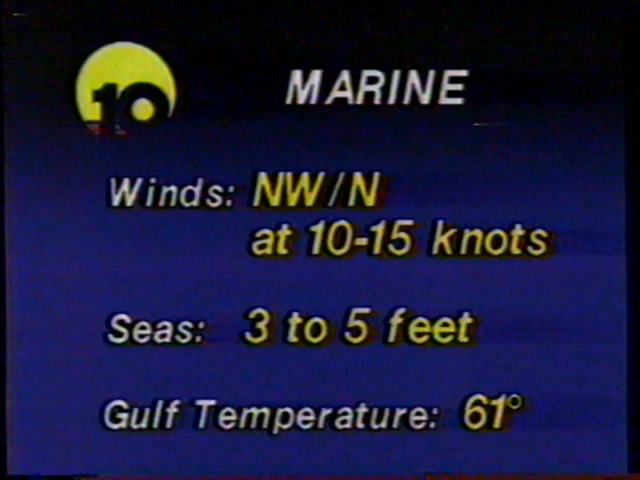 10
MARINE
Winds: NW/N
at 10-15 knots
Seas: 3 to 5 feet
Gulf Temperature: 61°